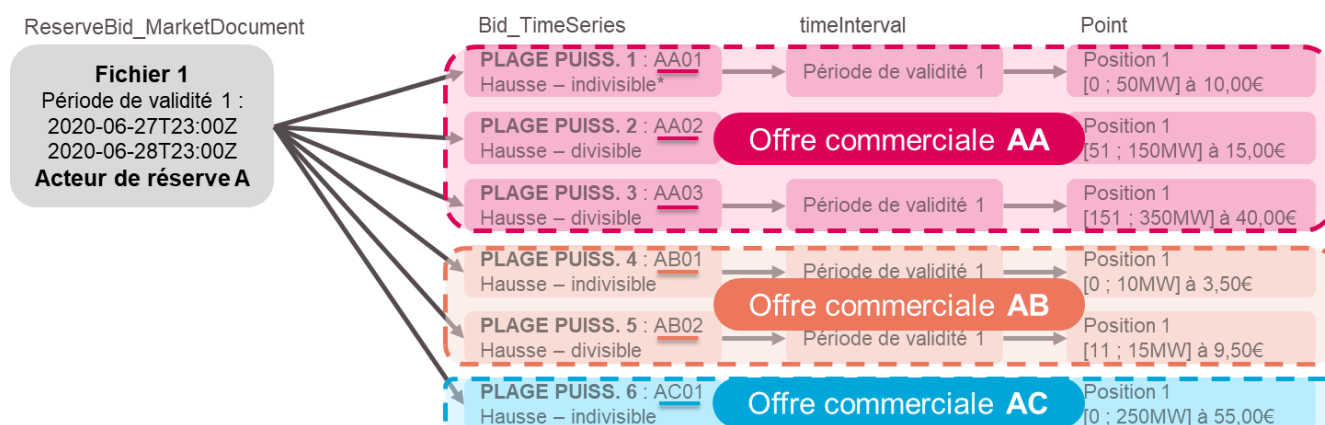 ReserveBid_MarketDocument
Bid_TimeSeries
timeInterval
Point
Fichier 1
Période de validité 1 :
2020-06-27T23:00Z
2020-06-28T23:00Z
Acteur de réserve A
PLAGE PUISS. 1 : AA01
Hausse – indivisible*
Période de validité 1
Position 1
[0 ; 50MW] à 10,00€
PLAGE PUISS. 2 : AA02
Hausse – divisible
Offre commerciale AA
Position 1
[51 ; 150MW] à 15,00€
PLAGE PUISS. 3 : AA03
Hausse – divisible
Période de validité 1
Position 1
[151 ; 350MW] à 40,00€
PLAGE PUISS. 4 : AB01
Hausse – indivisible
Période de validité 1
Position 1
[0 ; 10MW] à 3,50€
Offre commerciale AB
PLAGE PUISS. 5 : AB02
Hausse – divisible
Période de validité 1
Position 1
[11 ; 15MW] à 9,50€
PLAGE PUISS. 6 : AC01
Hausse – indivisible
Offre commerciale AC
Position 1
[0 ; 250MW] à 55,00€